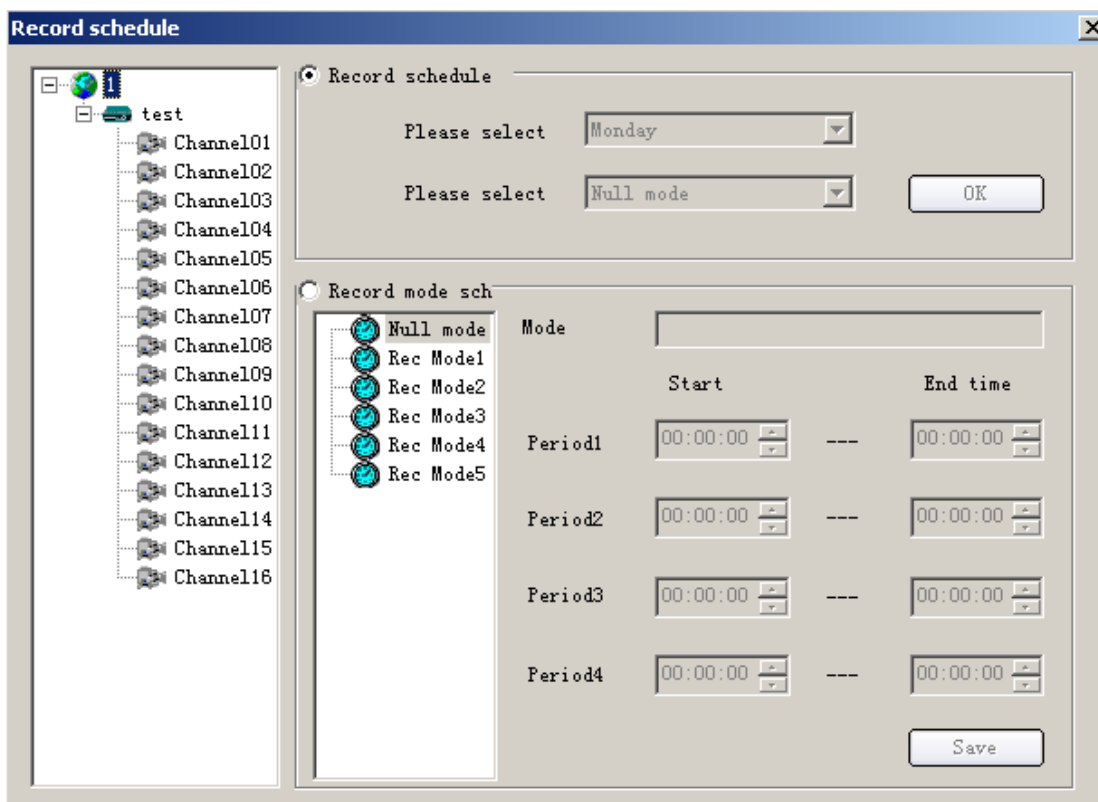 Record schedule
1
test
Channel01
Channel02
Channel03
Channel04
Channel05
Channel06
Channel07
Channel08
Channel09
Channel10
Channel11
Channel12
Channel13
Channel14
Channel15
Channel16
Record schedule
Please select Monday
Please select Null mode OK
Record mode sch
Null mode
Rec Mode1
Rec Mode2
Rec Mode3
Rec Mode4
Rec Mode5
Mode
Start End time
Period1 00:00:00 --- 00:00:00
Period2 00:00:00 --- 00:00:00
Period3 00:00:00 --- 00:00:00
Period4 00:00:00 --- 00:00:00
Save